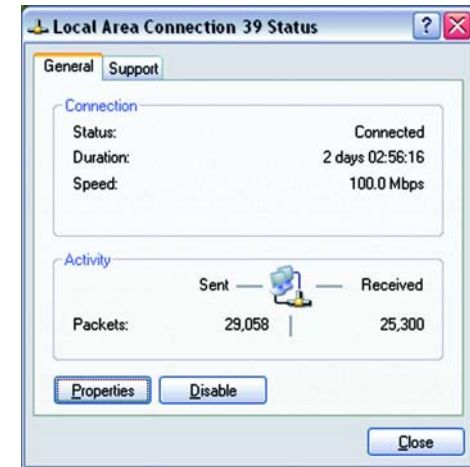 Local Area Connection 39 Status
General Support
Connection
Status: Connected
Duration: 2 days 02:56:16
Speed: 100.0 Mbps
Activity
Sent Received
Packets: 29,058 25,300
Properties Disable
Close